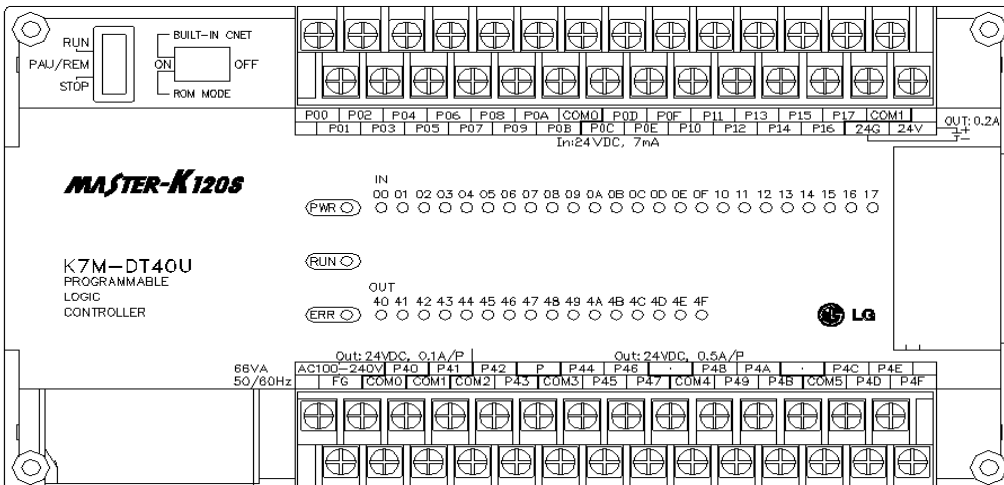 RUN
PAU/REM
STOP
BUILT-IN CNET
ON OFF
ROM MODE
P00 P02 P04 P06 P08 P0A COM0 P0D P0F P11 P13 P15 P17 COM1
P01 P03 P05 P07 P09 P0B P0C P0E P10 P12 P14 P16 24G 24V
OUT: 0.2A
In:24VDC, 7mA
MASTER-K120S
IN
00 01 02 03 04 05 06 07 08 09 0A 0B 0C 0D 0E 0F 10 11 12 13 14 15 16 17
PWR
K7M-DT40U
PROGRAMMABLE
LOGIC
CONTROLLER
RUN
OUT
40 41 42 43 44 45 46 47 48 49 4A 4B 4C 4D 4E 4F
ERR
LG
Out: 24VDC, 0.1A/P
Out: 24VDC, 0.5A/P
66VA
50/60Hz
AC100-240V P40 P41 P42 P P44 P46 · P48 P4A · P4C P4E
FG COM0 COM1 COM2 P43 COM3 P45 P47 COM4 P49 P4B COM5 P4D P4F